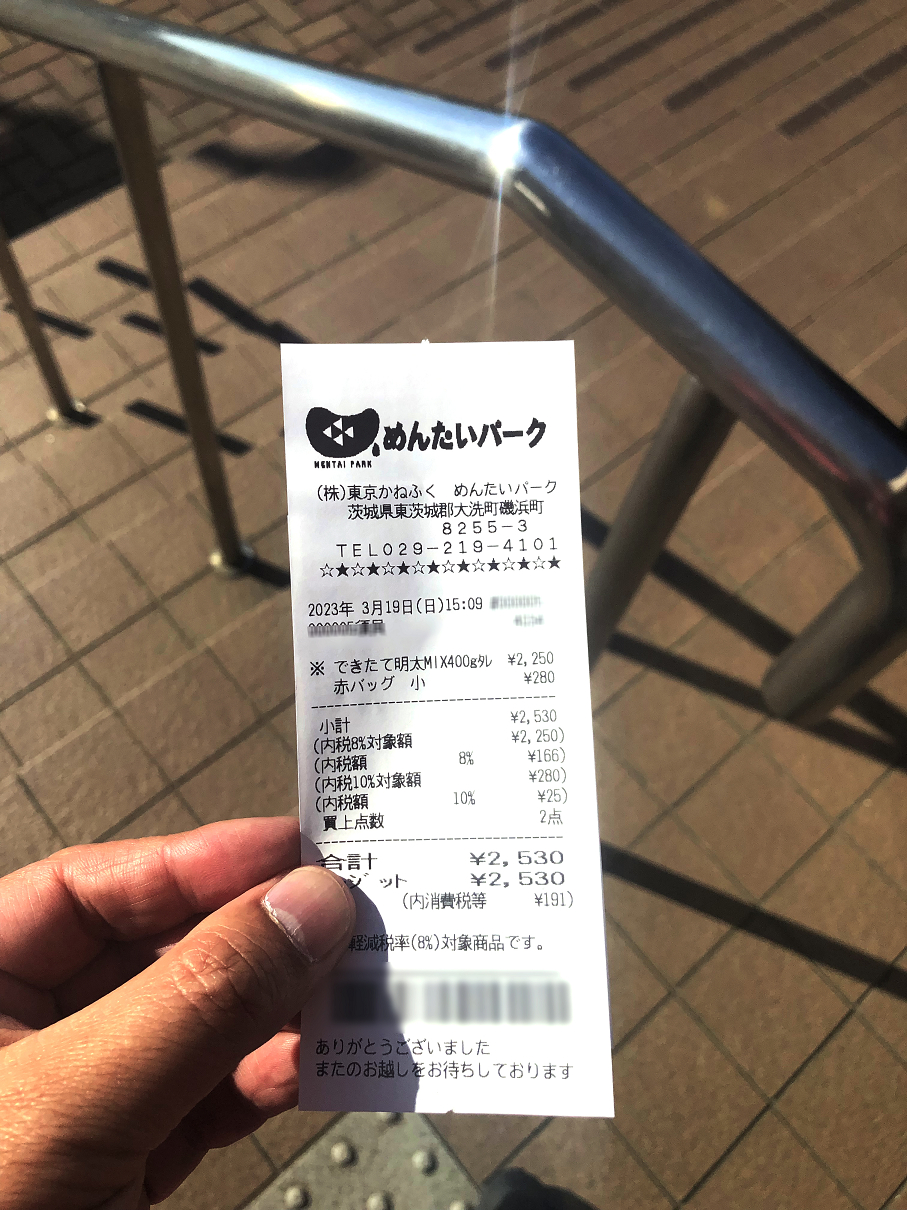 めんたいパーク
MENTAI PARK
(株)東京かねふく めんたいパーク
茨城県東茨城郡大洗町磯浜町
8255-3
TEL029-219-4101
☆★☆★☆★☆★☆★☆★☆★☆★
2023年 3月19日(日)15:09
※ できたて明太MIX400gタレ ¥2,250
赤バッグ 小 ¥280
小計 ¥2,530
(内税8%対象額 ¥2,250)
(内税額 8% ¥166)
(内税10%対象額 ¥280)
(内税額 10% ¥25)
買上点数 2点
合計 ¥2,530
ジット ¥2,530
(内消費税等 ¥191)
軽減税率(8%)対象商品です。
ありがとうございました
またのお越しをお待ちしております